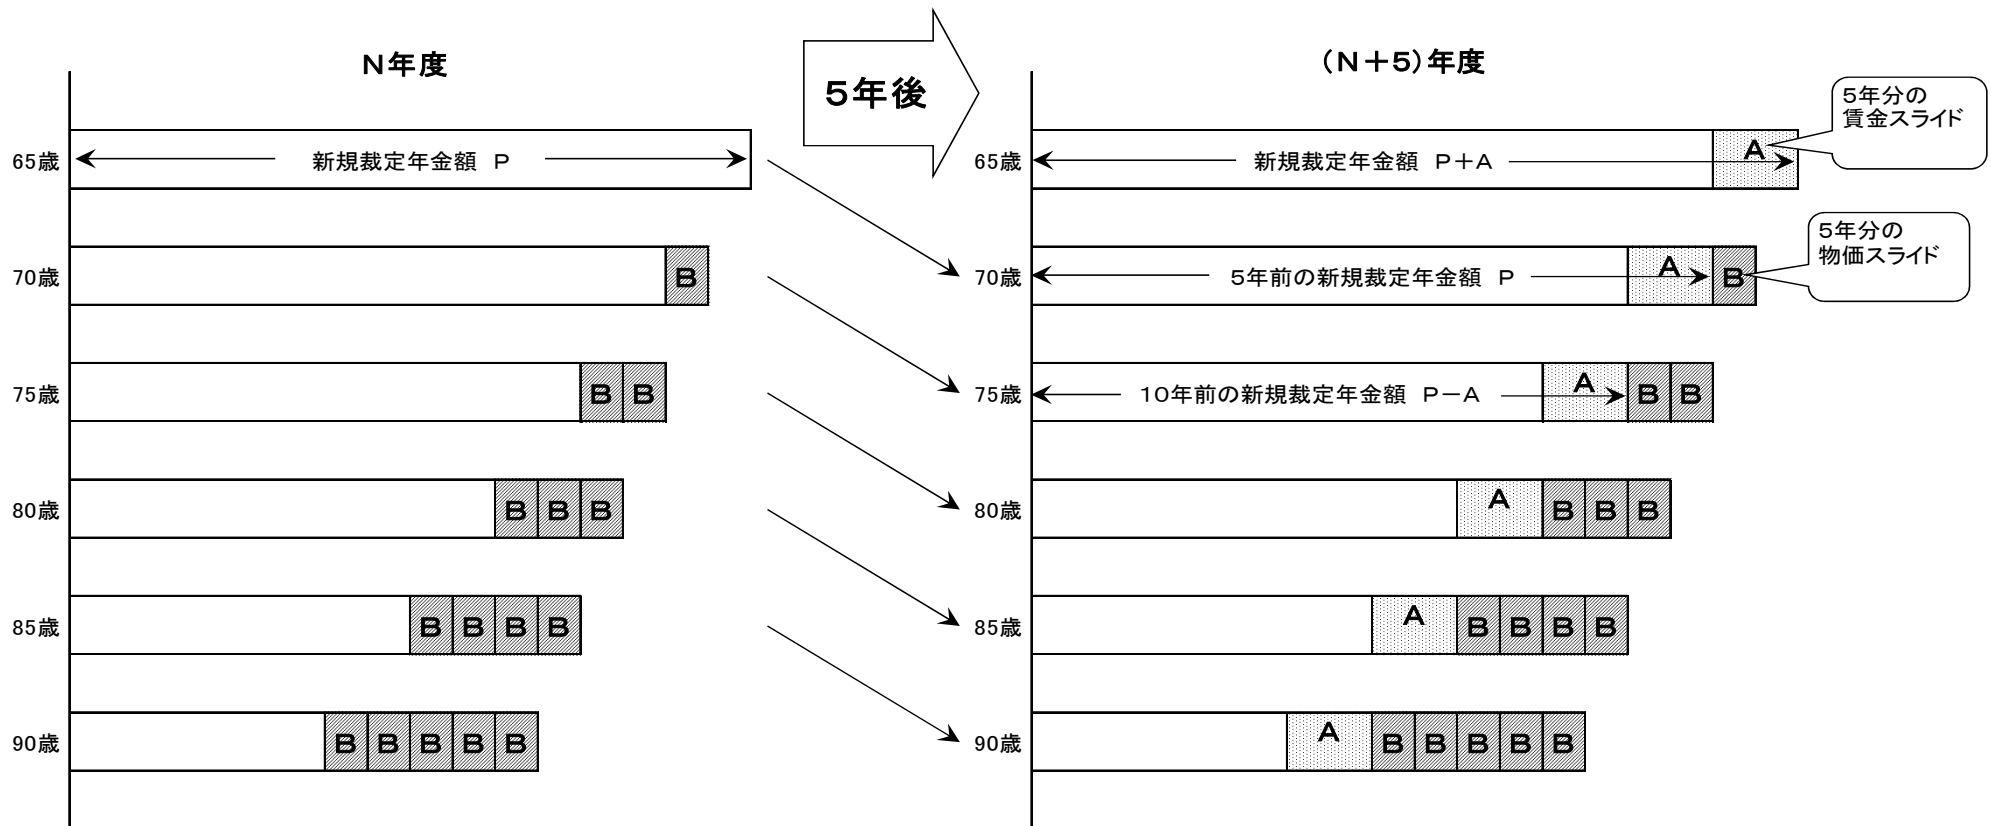 N年度
5年後
(N+5)年度
5年分の
賃金スライド
65歳
新規裁定年金額 P
65歳
新規裁定年金額 P+A
A
5年分の
物価スライド
70歳
B
70歳
5年前の新規裁定年金額 P
A
B
75歳
B B
75歳
10年前の新規裁定年金額 P-A
A
B B
80歳
B B B
80歳
A
B B B
85歳
B B B B
85歳
A
B B B B
90歳
B B B B B
90歳
A
B B B B B